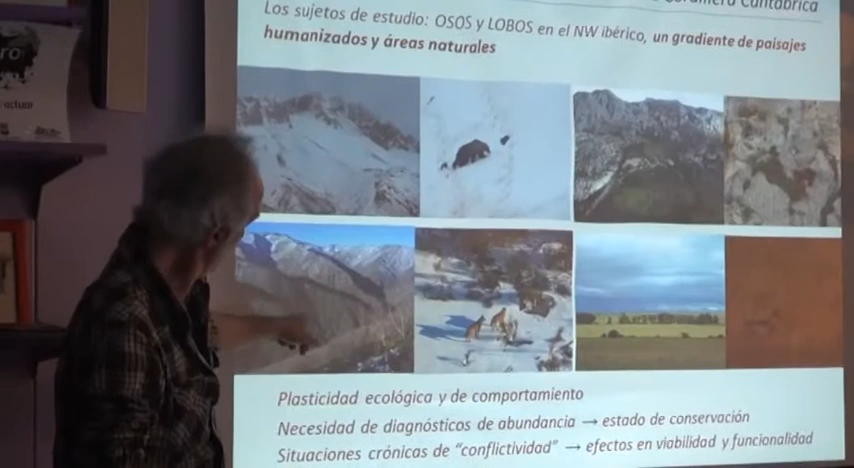 Cantábrica
Los sujetos de estudio: OSOS y LOBOS en el NW ibérico, un gradiente de paisajes
humanizados y áreas naturales
Plasticidad ecológica y de comportamiento
Necesidad de diagnósticos de abundancia → estado de conservación
Situaciones crónicas de “conflictividad” → efectos en viabilidad y funcionalidad